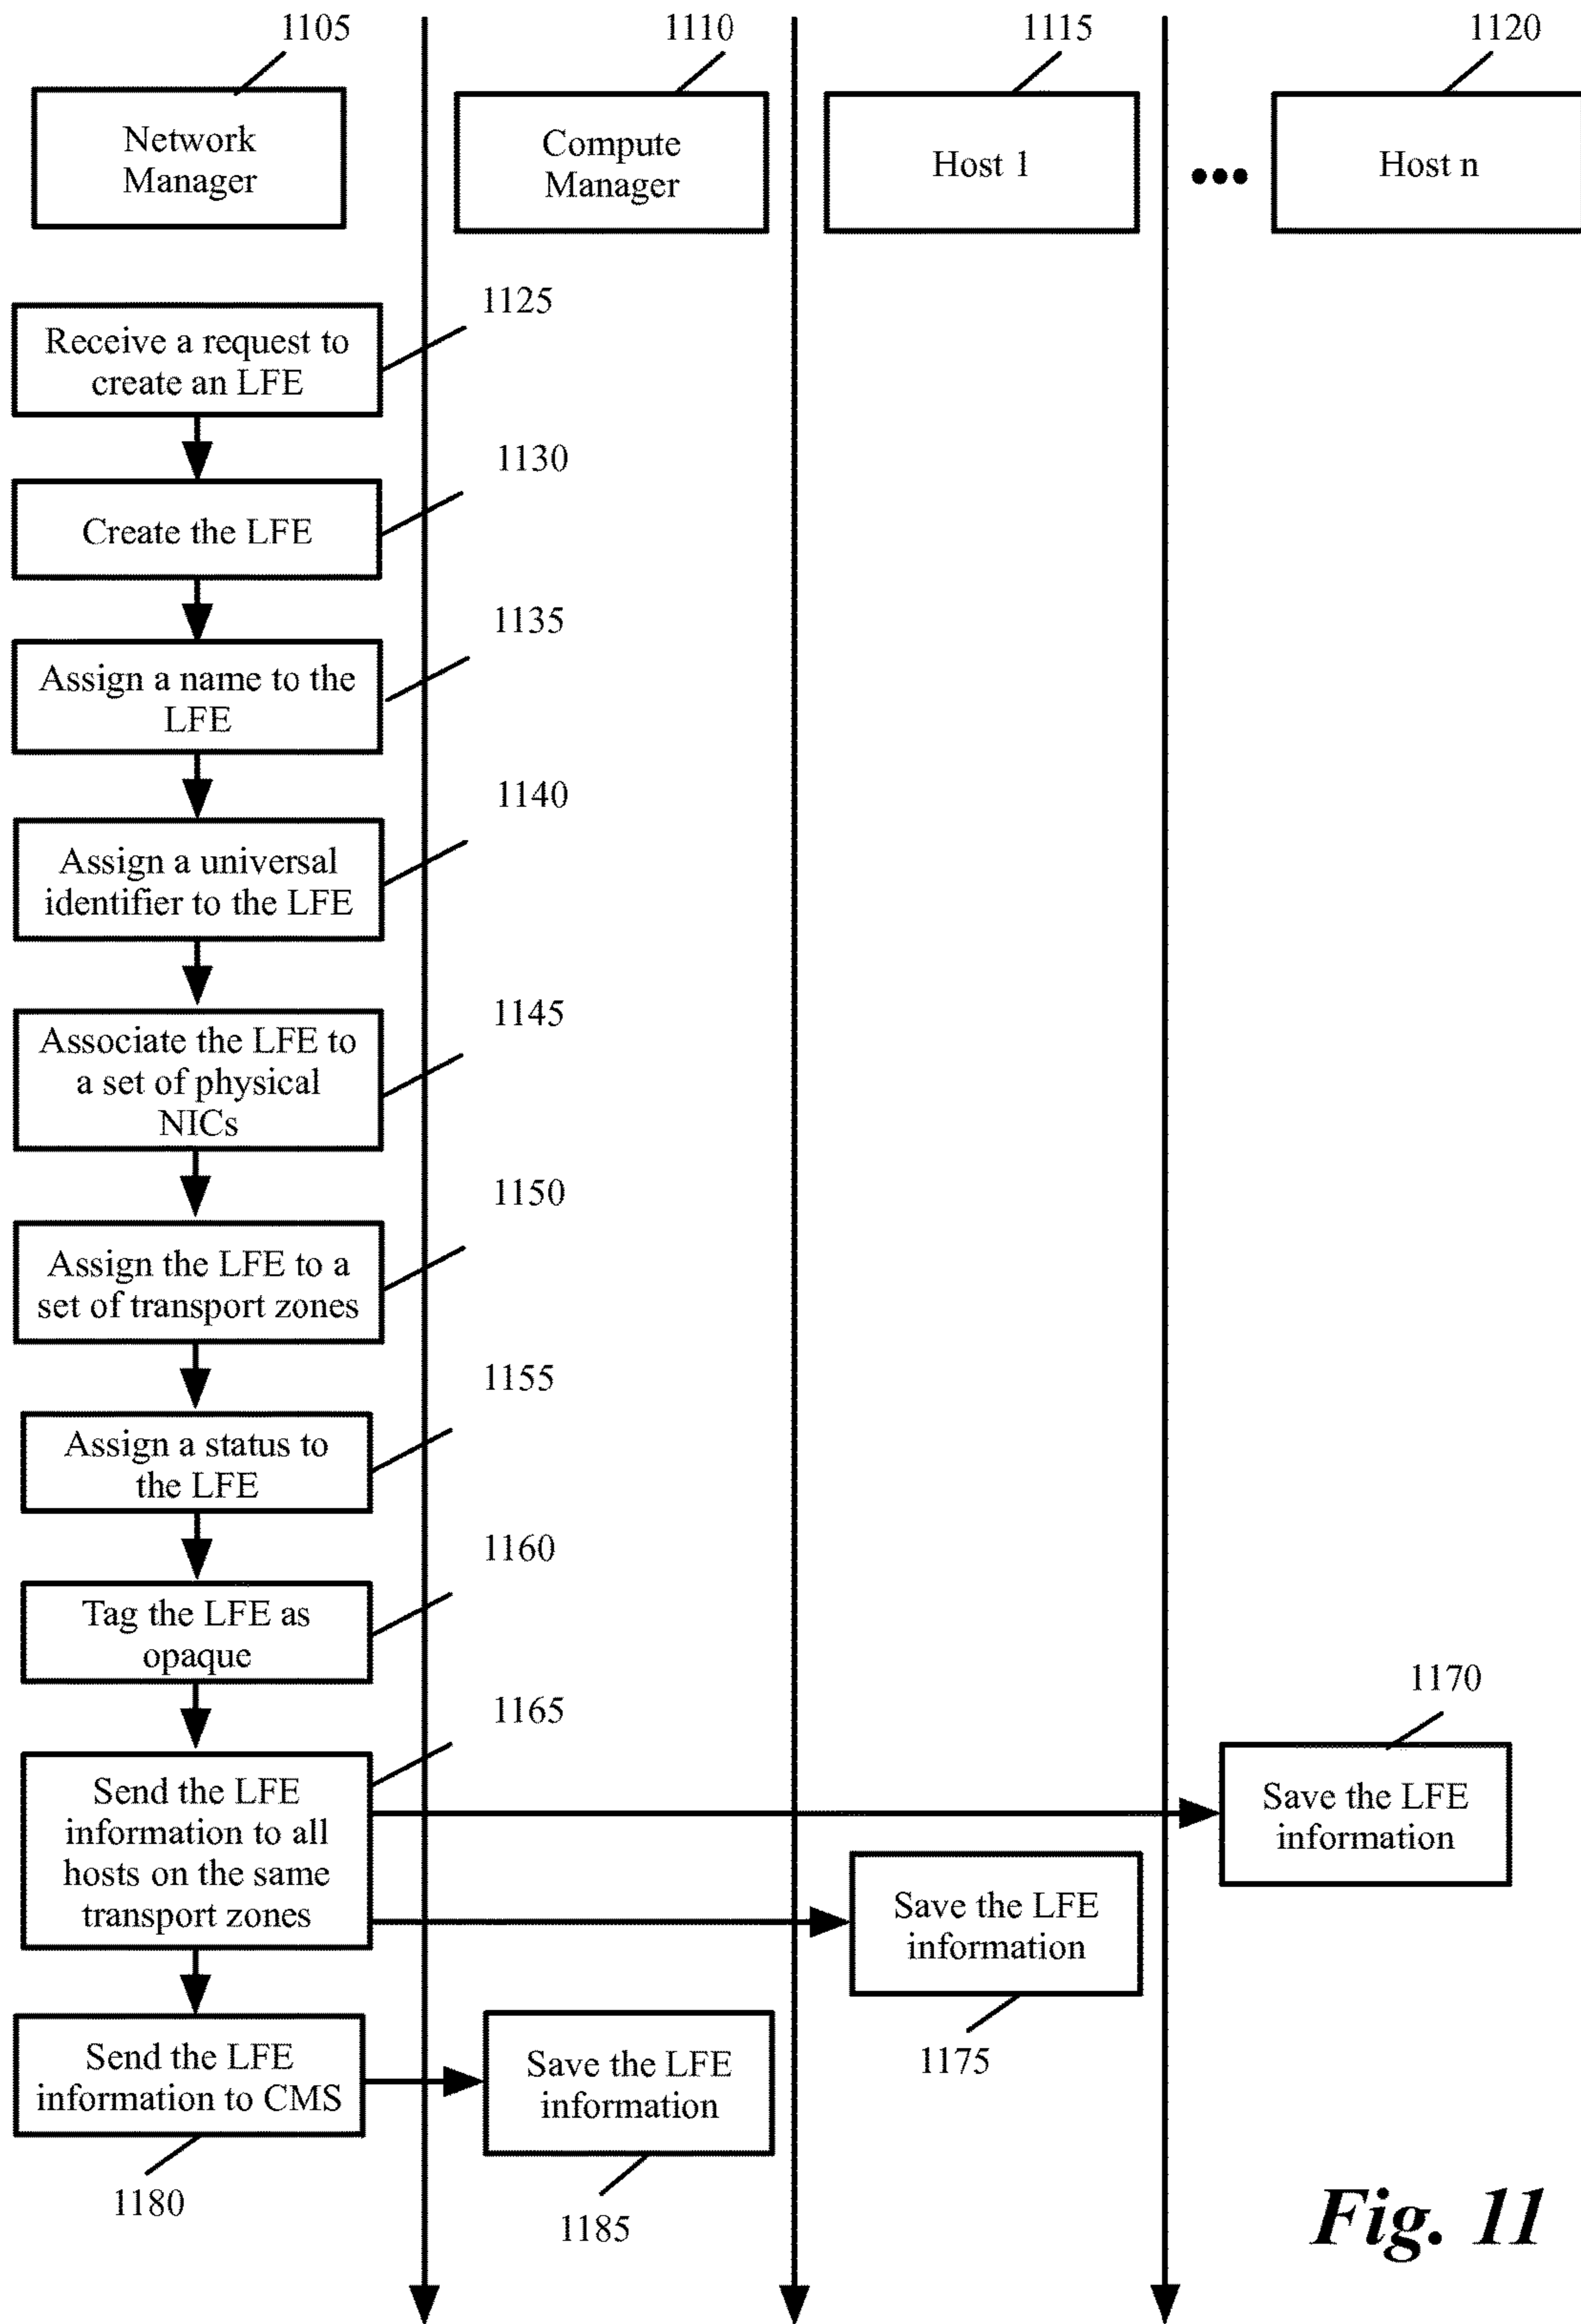 1105
1110
1115
1120
Network
Manager
Compute
Manager
Host 1
Host n
1125
Receive a request to
create an LFE
1130
Create the LFE
1135
Assign a name to the
LFE
1140
Assign a universal
identifier to the LFE
1145
Associate the LFE to
a set of physical
NICs
1150
Assign the LFE to a
set of transport zones
1155
Assign a status to
the LFE
1160
Tag the LFE as
opaque
1165
1170
Send the LFE
information to all
hosts on the same
transport zones
Save the LFE
information
Save the LFE
information
1175
Send the LFE
information to CMS
Save the LFE
information
1180
1185
Fig. 11